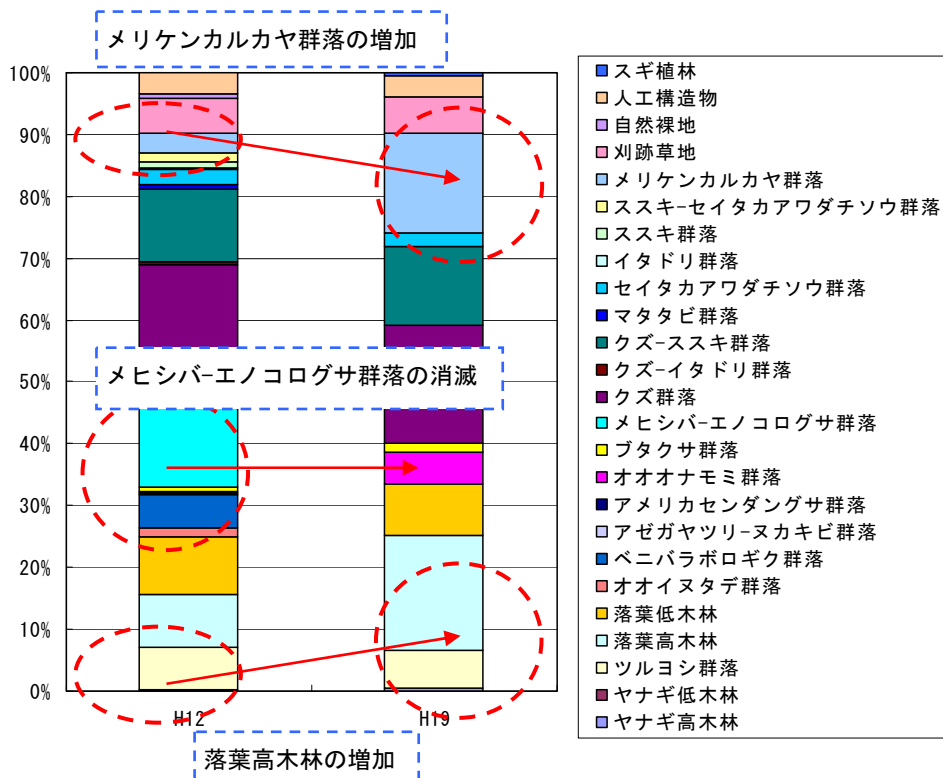 メリケンカルカヤ群落の増加
100%
90%
80%
70%
60%
50%
40%
30%
20%
10%
0%
メヒシバ-エノコログサ群落の消滅
H12
H19
落葉高木林の増加
スギ植林
人工構造物
自然裸地
刈跡草地
メリケンカルカヤ群落
ススキ-セイタカアワダチソウ群落
ススキ群落
イタドリ群落
セイタカアワダチソウ群落
マタタビ群落
クズ-ススキ群落
クズ-イタドリ群落
クズ群落
メヒシバ-エノコログサ群落
ブタクサ群落
オオオナモミ群落
アメリカセンダングサ群落
アゼガヤツリ-ヌカキビ群落
ベニバラボロギク群落
オオイヌタデ群落
落葉低木林
落葉高木林
ツルヨシ群落
ヤナギ低木林
ヤナギ高木林